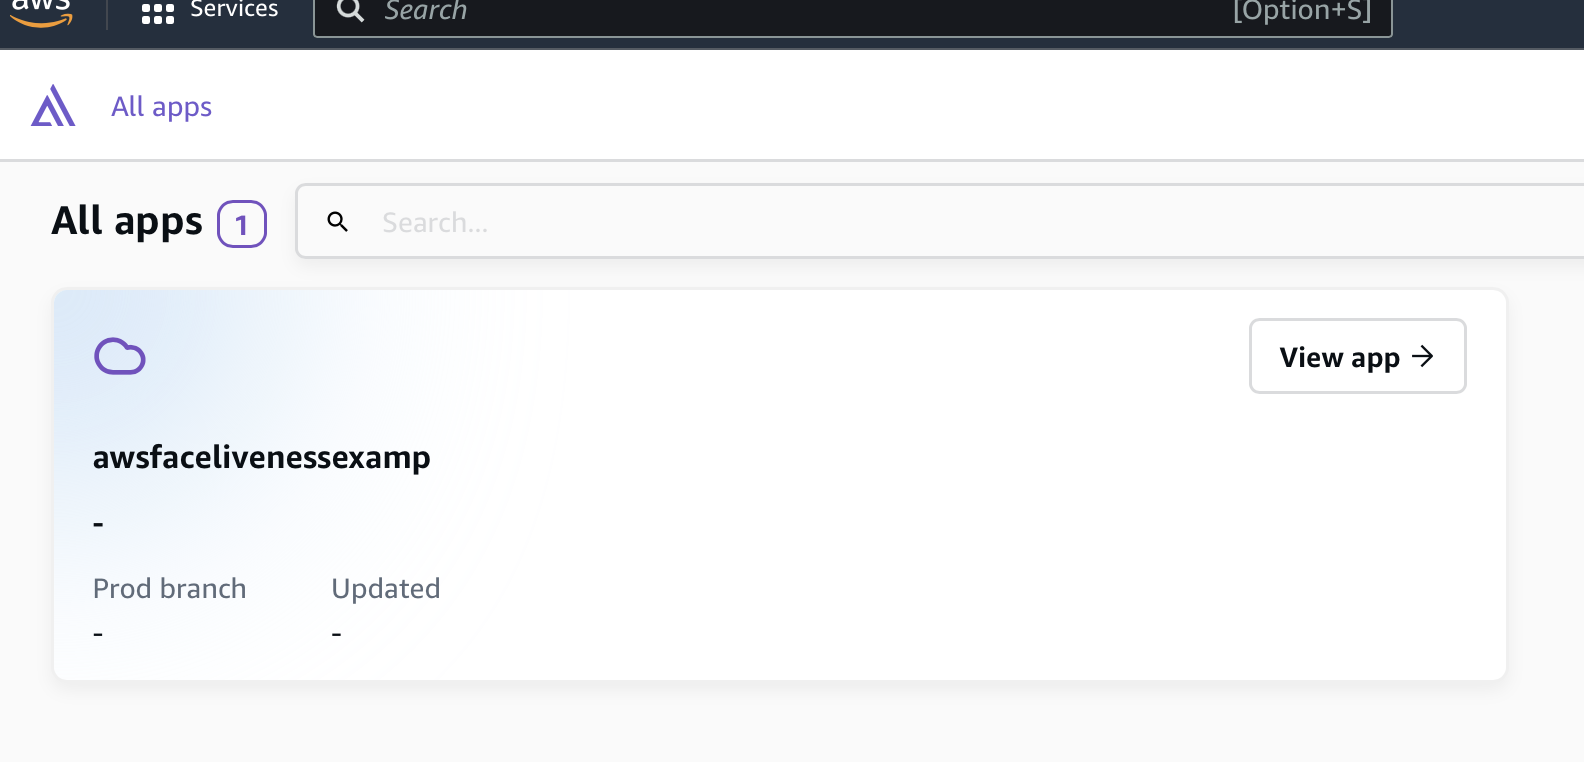 aws
Services
Search
[Option+S]
All apps
All apps 1
Search...
View app →
awsfacelivenessexamp
-
Prod branch Updated
- -